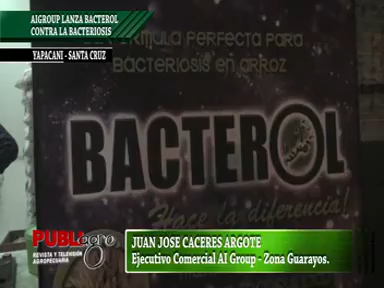 AIGROUP LANZA BACTEROL
CONTRA LA BACTERIOSIS
YAPACANI - SANTA CRUZ
PERFECTA PARA
BACTERIOSIS EN ARROZ
BACTEROL
Hace la diferencia!
PUBLIagro
REVISTA Y TELEVISIÓN
AGROPECUARIA
JUAN JOSE CACERES ARGOTE
Ejecutivo Comercial AI Group - Zona Guarayos.